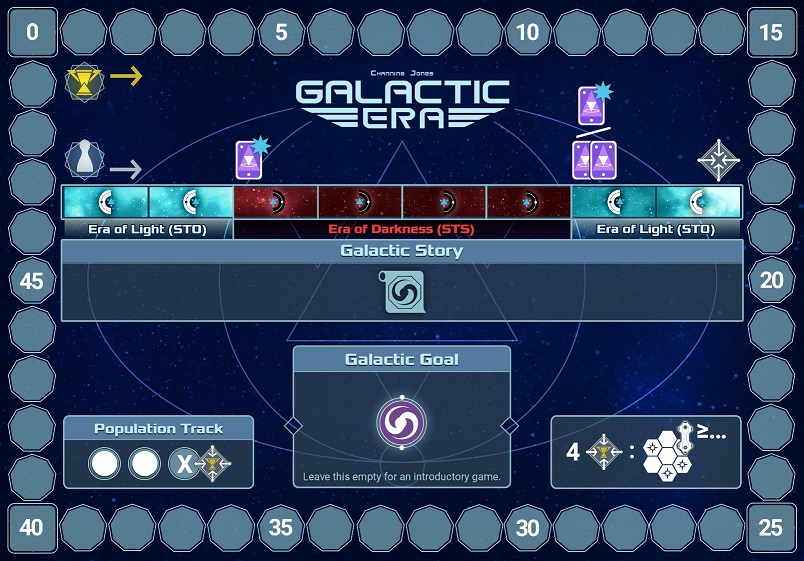 0
5
10
15
Channing Jones
GALACTIC
ERA
Era of Light (STO)
Era of Darkness (STS)
Era of Light (STO)
Galactic Story
45
20
Galactic Goal
Population Track
X
Leave this empty for an introductory game.
4 : ≥...
40
35
30
25